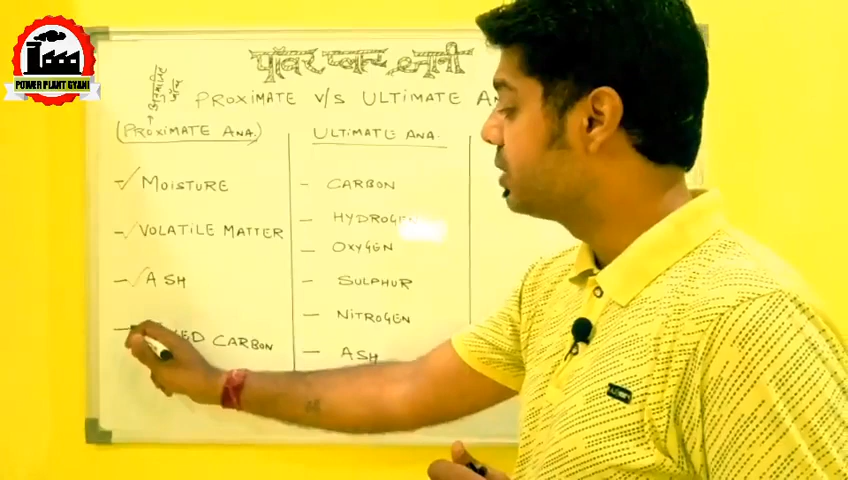 POWER PLANT GYANI
पॉवर प्लान्ट ज्ञानी
PROXIMATE V/S ULTIMATE
(PROXIMATE ANA.)
✓ MOISTURE
✓ VOLATILE MATTER
✓ ASH
CARBON
ULTIMATE ANA.
- CARBON
- HYDROGEN
- OXYGEN
- SULPHUR
- NITROGEN
- ASH